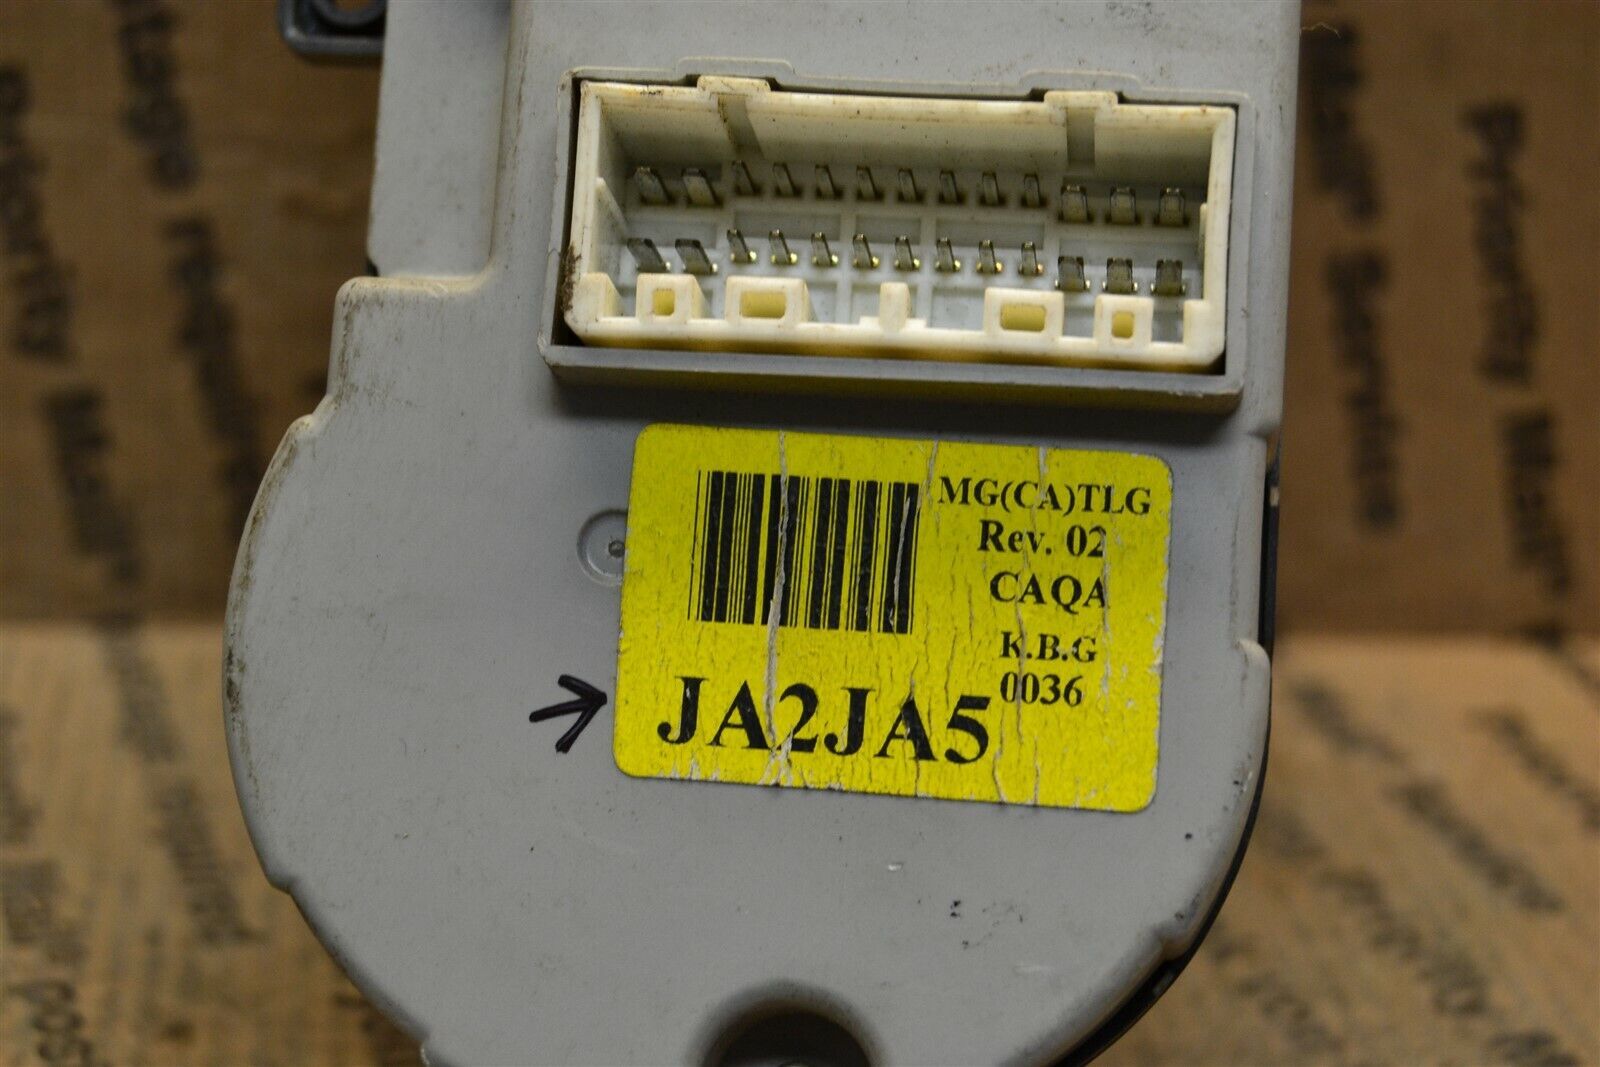 MG(CA)TLG
Rev. 02
CAQA
K.B.G
0036
JA2JA5